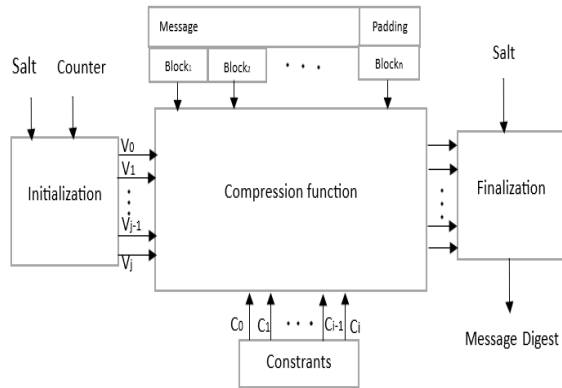 Message Padding
Salt
Salt Counter
Block₁ Block₂ . . . Blockₙ
Initialization
V₀
V₁
Vⱼ₋₁
Vⱼ
Compression function
Finalization
C₀ C₁ . . . Cᵢ₋₁ Cᵢ
Constrants
Message Digest